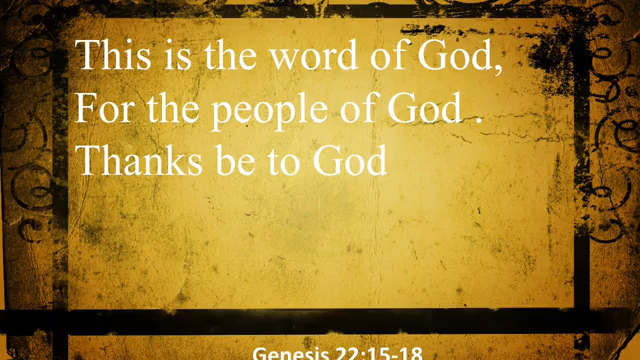 This is the word of God,
For the people of God .
Thanks be to God
Genesis 22:15-18